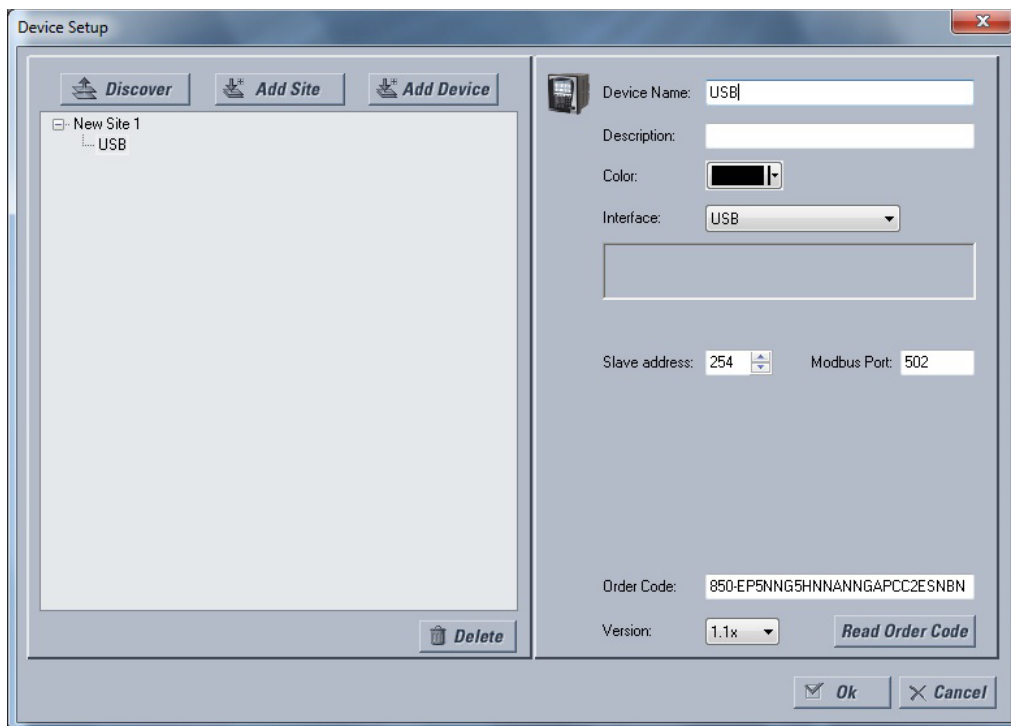 Device Setup
Discover
Add Site
Add Device
New Site 1
USB
Delete
Device Name: USB
Description:
Color:
Interface: USB
Slave address: 254 Modbus Port: 502
Order Code: 850-EP5NNG5HNNANNGAPCC2ESNBN
Version: 1.1x Read Order Code
Ok Cancel